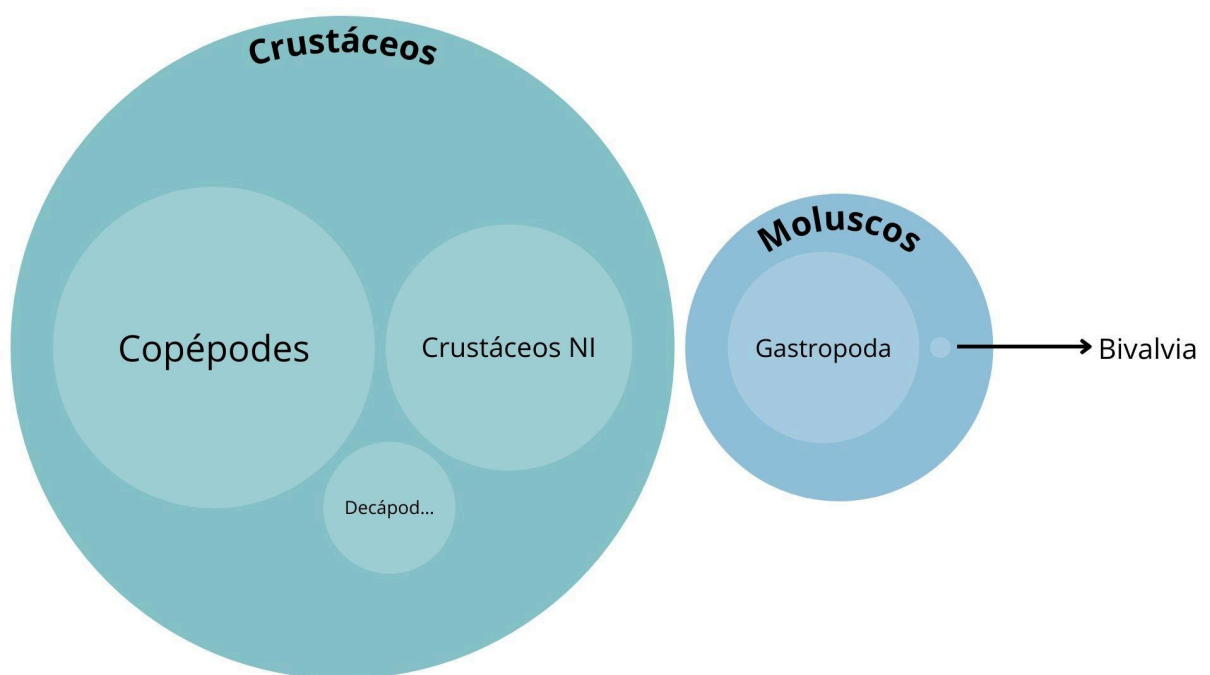 Crustáceos
Moluscos
Copépodes
Crustáceos NI
Gastropoda
Bivalvia
Decápod...